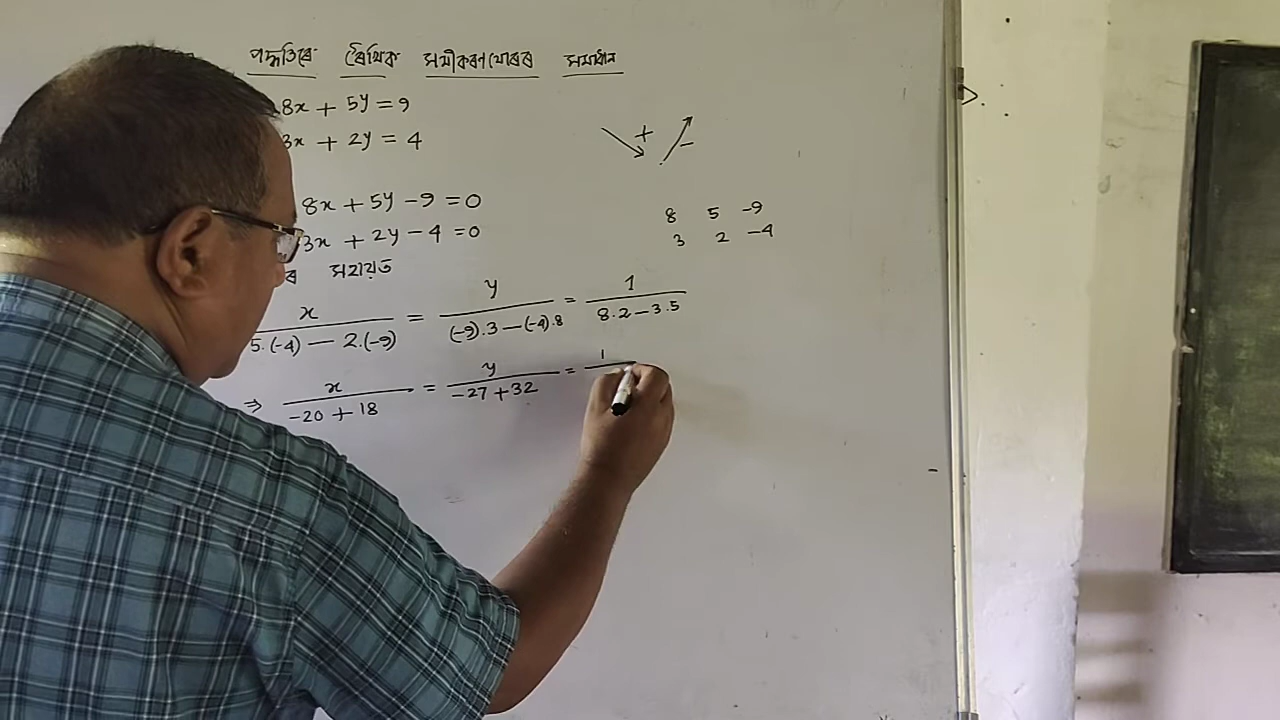 পদ্ধতিৰে ৰৈখিক সমীকৰণযোৰৰ সমাধান
8x + 5y = 9
3x + 2y = 4
+ −
8x + 5y − 9 = 0
3x + 2y − 4 = 0
8 5 -9
3 2 -4
ৰ সহায়ত
x/(5.(-4) − 2.(-9)) = y/((-9).3 − (-4).8) = 1/(8.2 − 3.5)
⇒ x/(-20 + 18) = y/(-27 + 32) = 1/